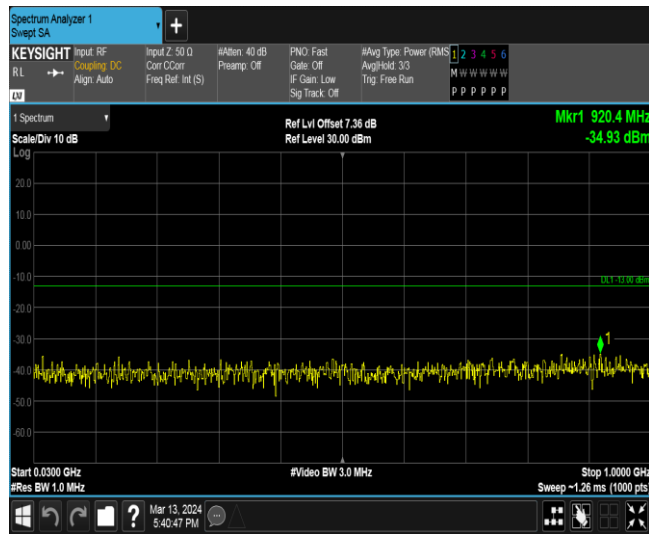 Spectrum Analyzer 1
Swept SA
+
KEYSIGHT Input: RF Input Z: 50 Ω #Atten: 40 dB PNO: Fast #Avg Type: Power (RMS 1 2 3 4 5 6
RL Coupling: DC Corr CCorr Preamp: Off Gate: Off Avg|Hold: 3/3 M W W W W W
Align: Auto Freq Ref: Int (S) IF Gain: Low Trig: Free Run
LXI Sig Track: Off P P P P P P
1 Spectrum Ref Lvl Offset 7.36 dB Mkr1 920.4 MHz
Scale/Div 10 dB Ref Level 30.00 dBm -34.93 dBm
Log
20.0
10.0
0.00
-10.0 DL1 -13.00 dBm
-20.0
-30.0 1
-40.0
-50.0
-60.0
Start 0.0300 GHz #Video BW 3.0 MHz Stop 1.0000 GHz
#Res BW 1.0 MHz Sweep ~1.26 ms (1000 pts)
? Mar 13, 2024
5:40:47 PM